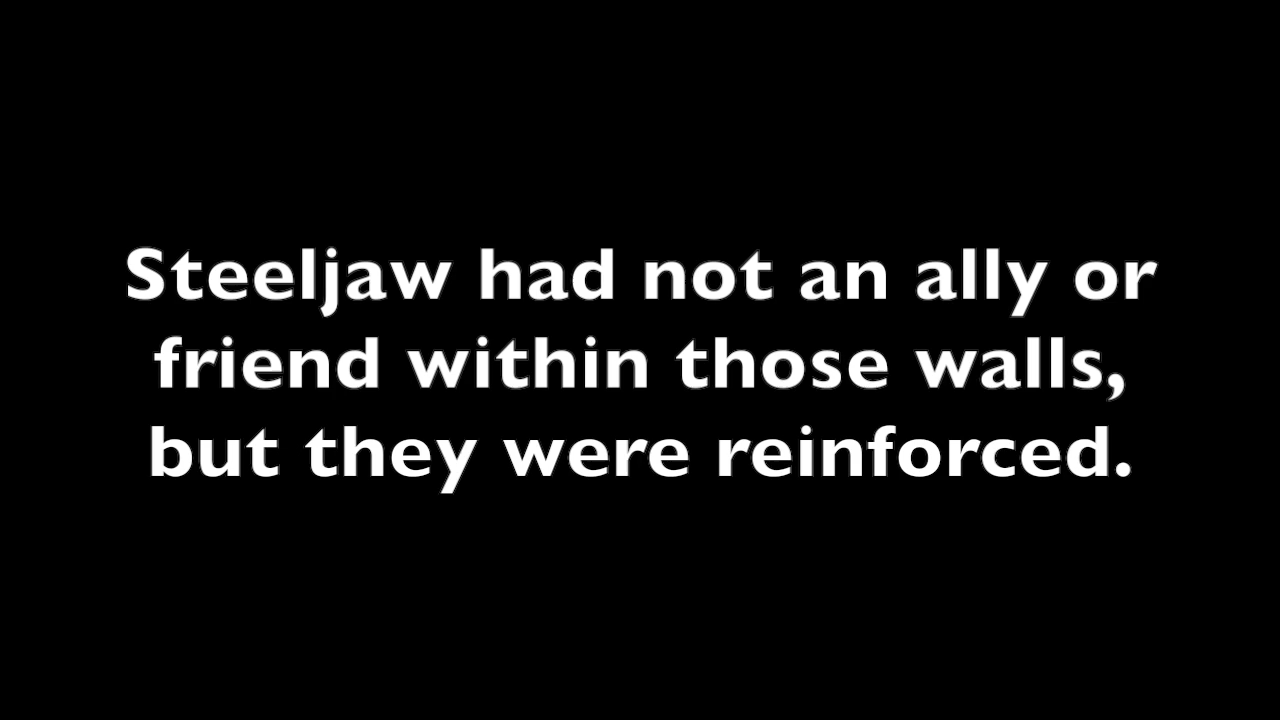 Steeljaw had not an ally or
friend within those walls,
but they were reinforced.